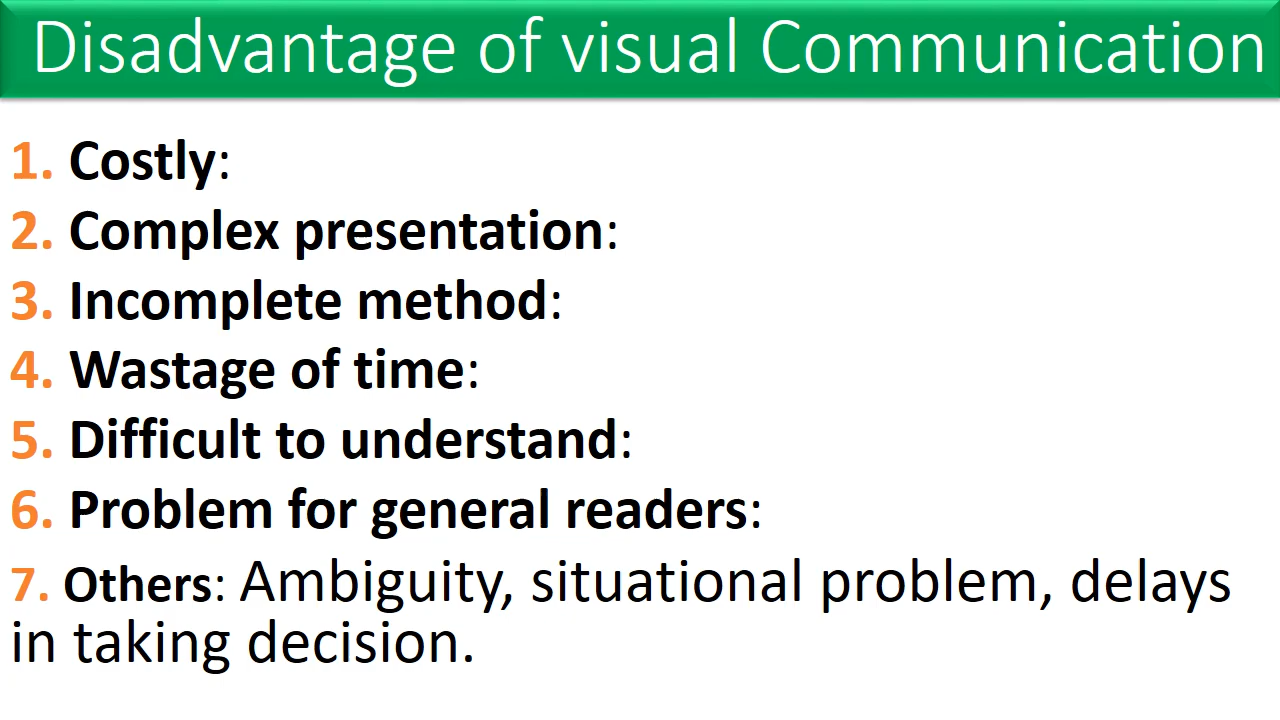 Disadvantage of visual Communication
1. Costly:
2. Complex presentation:
3. Incomplete method:
4. Wastage of time:
5. Difficult to understand:
6. Problem for general readers:
7. Others: Ambiguity, situational problem, delays
in taking decision.